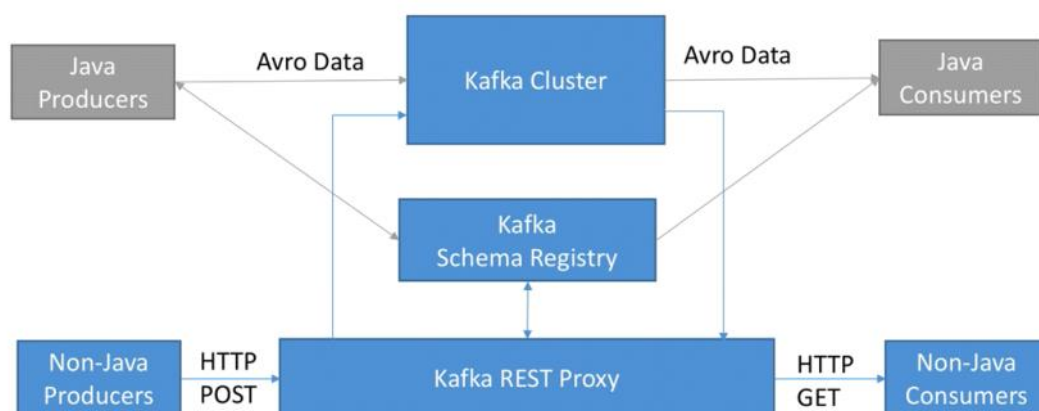 Java
Producers
Avro Data
Kafka Cluster
Avro Data
Java
Consumers
Kafka
Schema Registry
Non-Java
Producers
HTTP
POST
Kafka REST Proxy
HTTP
GET
Non-Java
Consumers